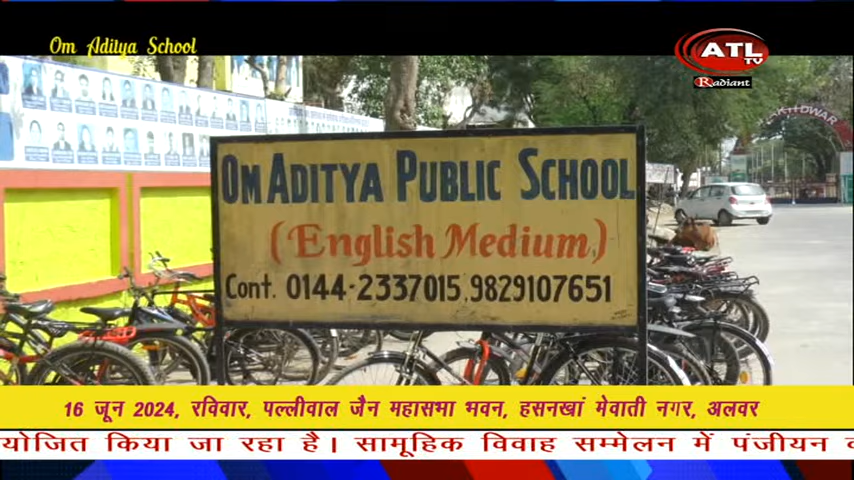 Om Aditya School
ATL
TV
Radiant
OM ADITYA PUBLIC SCHOOL
(English Medium)
Cont. 0144-2337015, 9829107651
16 जून 2024, रविवार, पल्लीवाल जैन महासभा भवन, हसनखां मेवाती नगर, अलवर
योजित किया जा रहा है। सामूहिक विवाह सम्मेलन में पंजीयन